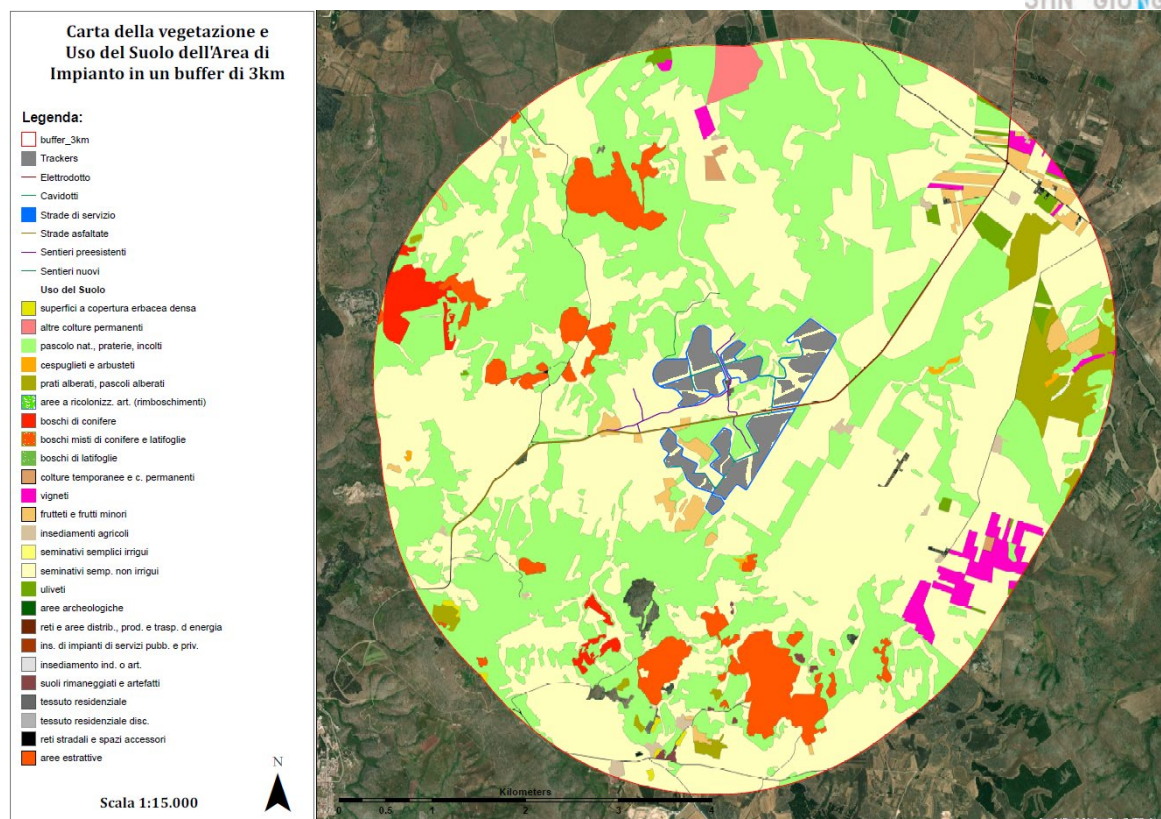 Carta della vegetazione e
Uso del Suolo dell'Area di
Impianto in un buffer di 3km
Legenda:
buffer_3km
Trackers
Elettrodotto
Cavidotti
Strade di servizio
Strade asfaltate
Sentieri preesistenti
Sentieri nuovi
Uso del Suolo
superfici a copertura erbacea densa
altre colture permanenti
pascolo nat., praterie, incolti
cespuglieti e arbusteti
prati alberati, pascoli alberati
aree a ricolonizz. art. (rimboschimenti)
boschi di conifere
boschi misti di conifere e latifoglie
boschi di latifoglie
colture temporanee e c. permanenti
vigneti
frutteti e frutti minori
insediamenti agricoli
seminativi semplici irrigui
seminativi semp. non irrigui
uliveti
aree archeologiche
reti e aree distrib., prod. e trasp. d energia
ins. di impianti di servizi pubb. e priv.
insediamento ind. o art.
suoli rimaneggiati e artefatti
tessuto residenziale
tessuto residenziale disc.
reti stradali e spazi accessori
aree estrattive
N
Scala 1:15.000
Kilometers
0 0.5 1 2 3 4